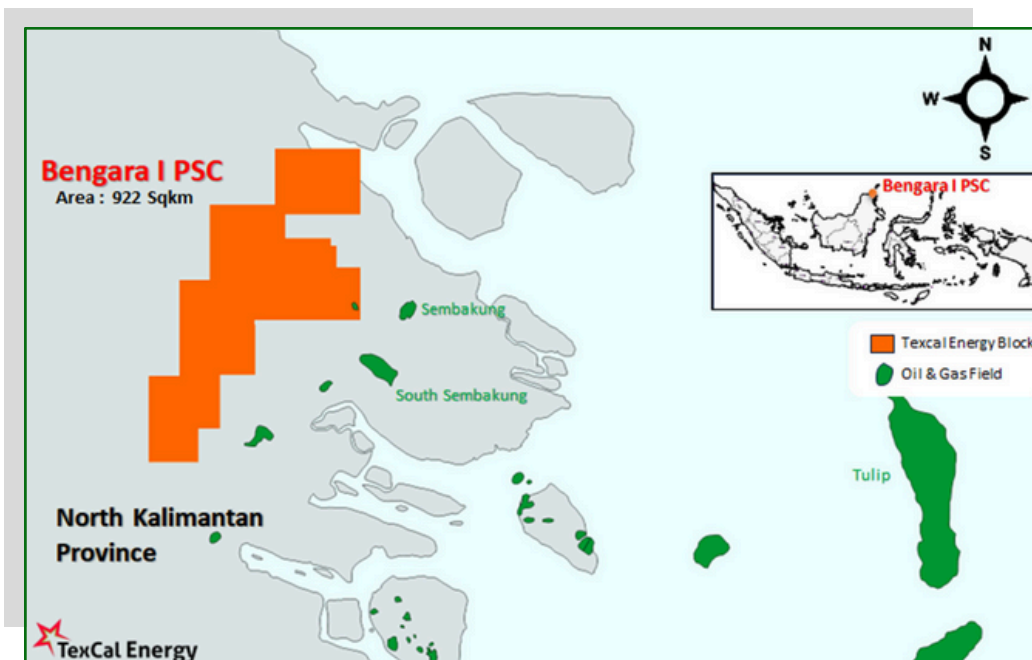 N
W
S
Bengara I PSC
Area : 922 Sqkm
Bengara I PSC
Texcal Energy Block
Oil & Gas Field
Sembakung
South Sembakung
Tulip
North Kalimantan
Province
TexCal Energy